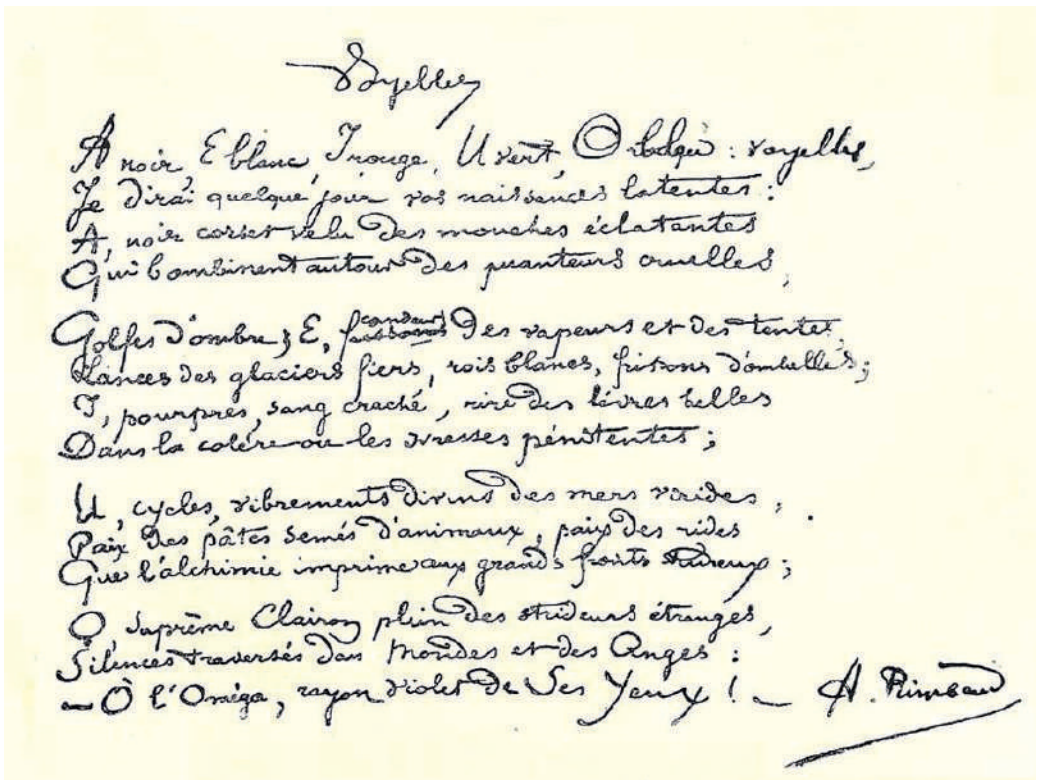 Voyelles
A noir, E blanc, I rouge, U vert, O bleu : voyelles,
Je dirai quelque jour vos naissances latentes :
A, noir corset velu des mouches éclatantes
Qui bombinent autour des puanteurs cruelles,
Golfes d'ombre ; E, candeurs des vapeurs et des tentes,
Lances des glaciers fiers, rois blancs, frissons d'ombelles ;
I, pourpres, sang craché, rire des lèvres belles
Dans la colère ou les ivresses pénitentes ;
U, cycles, vibrements divins des mers virides,
Paix des pâtis semés d'animaux, paix des rides
Que l'alchimie imprime aux grands fronts studieux ;
O, Suprême Clairon plein des strideurs étranges,
Silences traversés des Mondes et des Anges :
– O l'Oméga, rayon violet de Ses Yeux ! –
A. Rimbaud